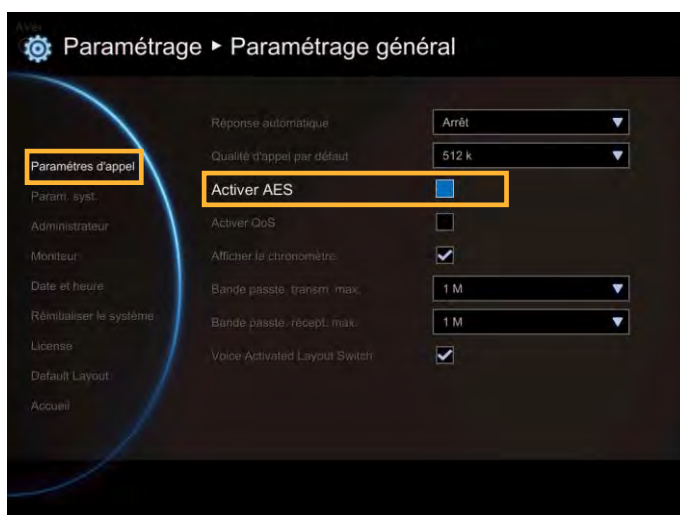 AVer
Paramétrage ► Paramétrage général
Réponse automatique
Arrêt
Qualité d'appel par défaut
512 k
Activer AES
Activer QoS
Afficher le chronomètre
Bande passte. transm. max.
1 M
Bande passte. récept. max.
1 M
Voice Activated Layout Switch
Paramétres d'appel
Param. syst.
Administrateur
Moniteur
Date et heure
Réinitialiser le système
License
Default Layout
Accueil